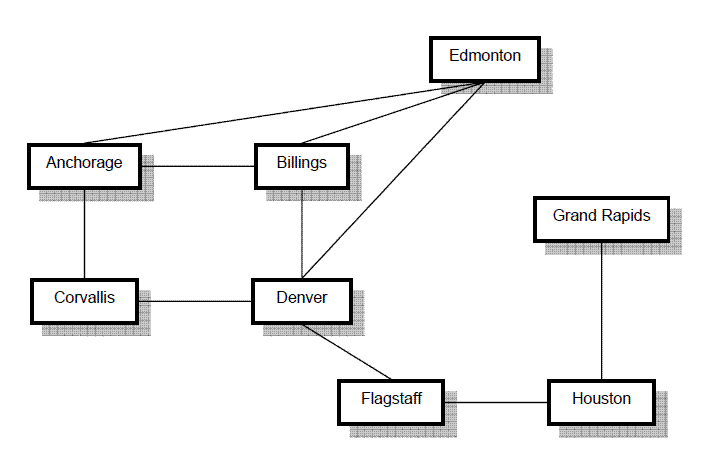 Edmonton
Anchorage
Billings
Grand Rapids
Corvallis
Denver
Flagstaff
Houston